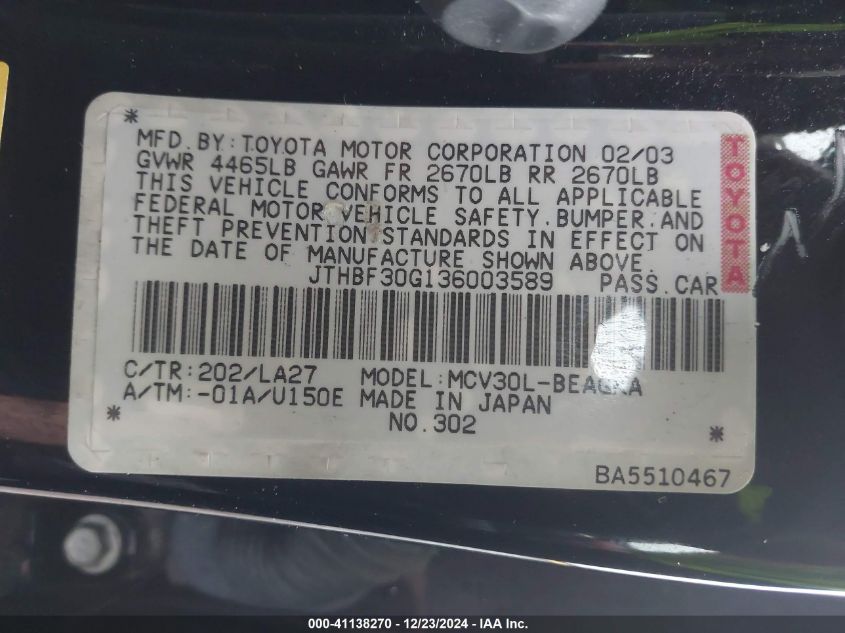 MFD. BY: TOYOTA MOTOR CORPORATION 02/03
GVWR 4465LB GAWR FR 2670LB RR 2670LB
THIS VEHICLE CONFORMS TO ALL APPLICABLE
FEDERAL MOTOR VEHICLE SAFETY, BUMPER, AND
THEFT PREVENTION STANDARDS IN EFFECT ON
THE DATE OF MANUFACTURE SHOWN ABOVE.
JTHBF30G136003589 PASS. CAR
C/TR: 202/LA27 MODEL:
A/TM: -01A/U150E MADE IN JAPAN
NO. 302
BA5510467
TOYOTA
000-41138270 - 12/23/2024 - IAA Inc.